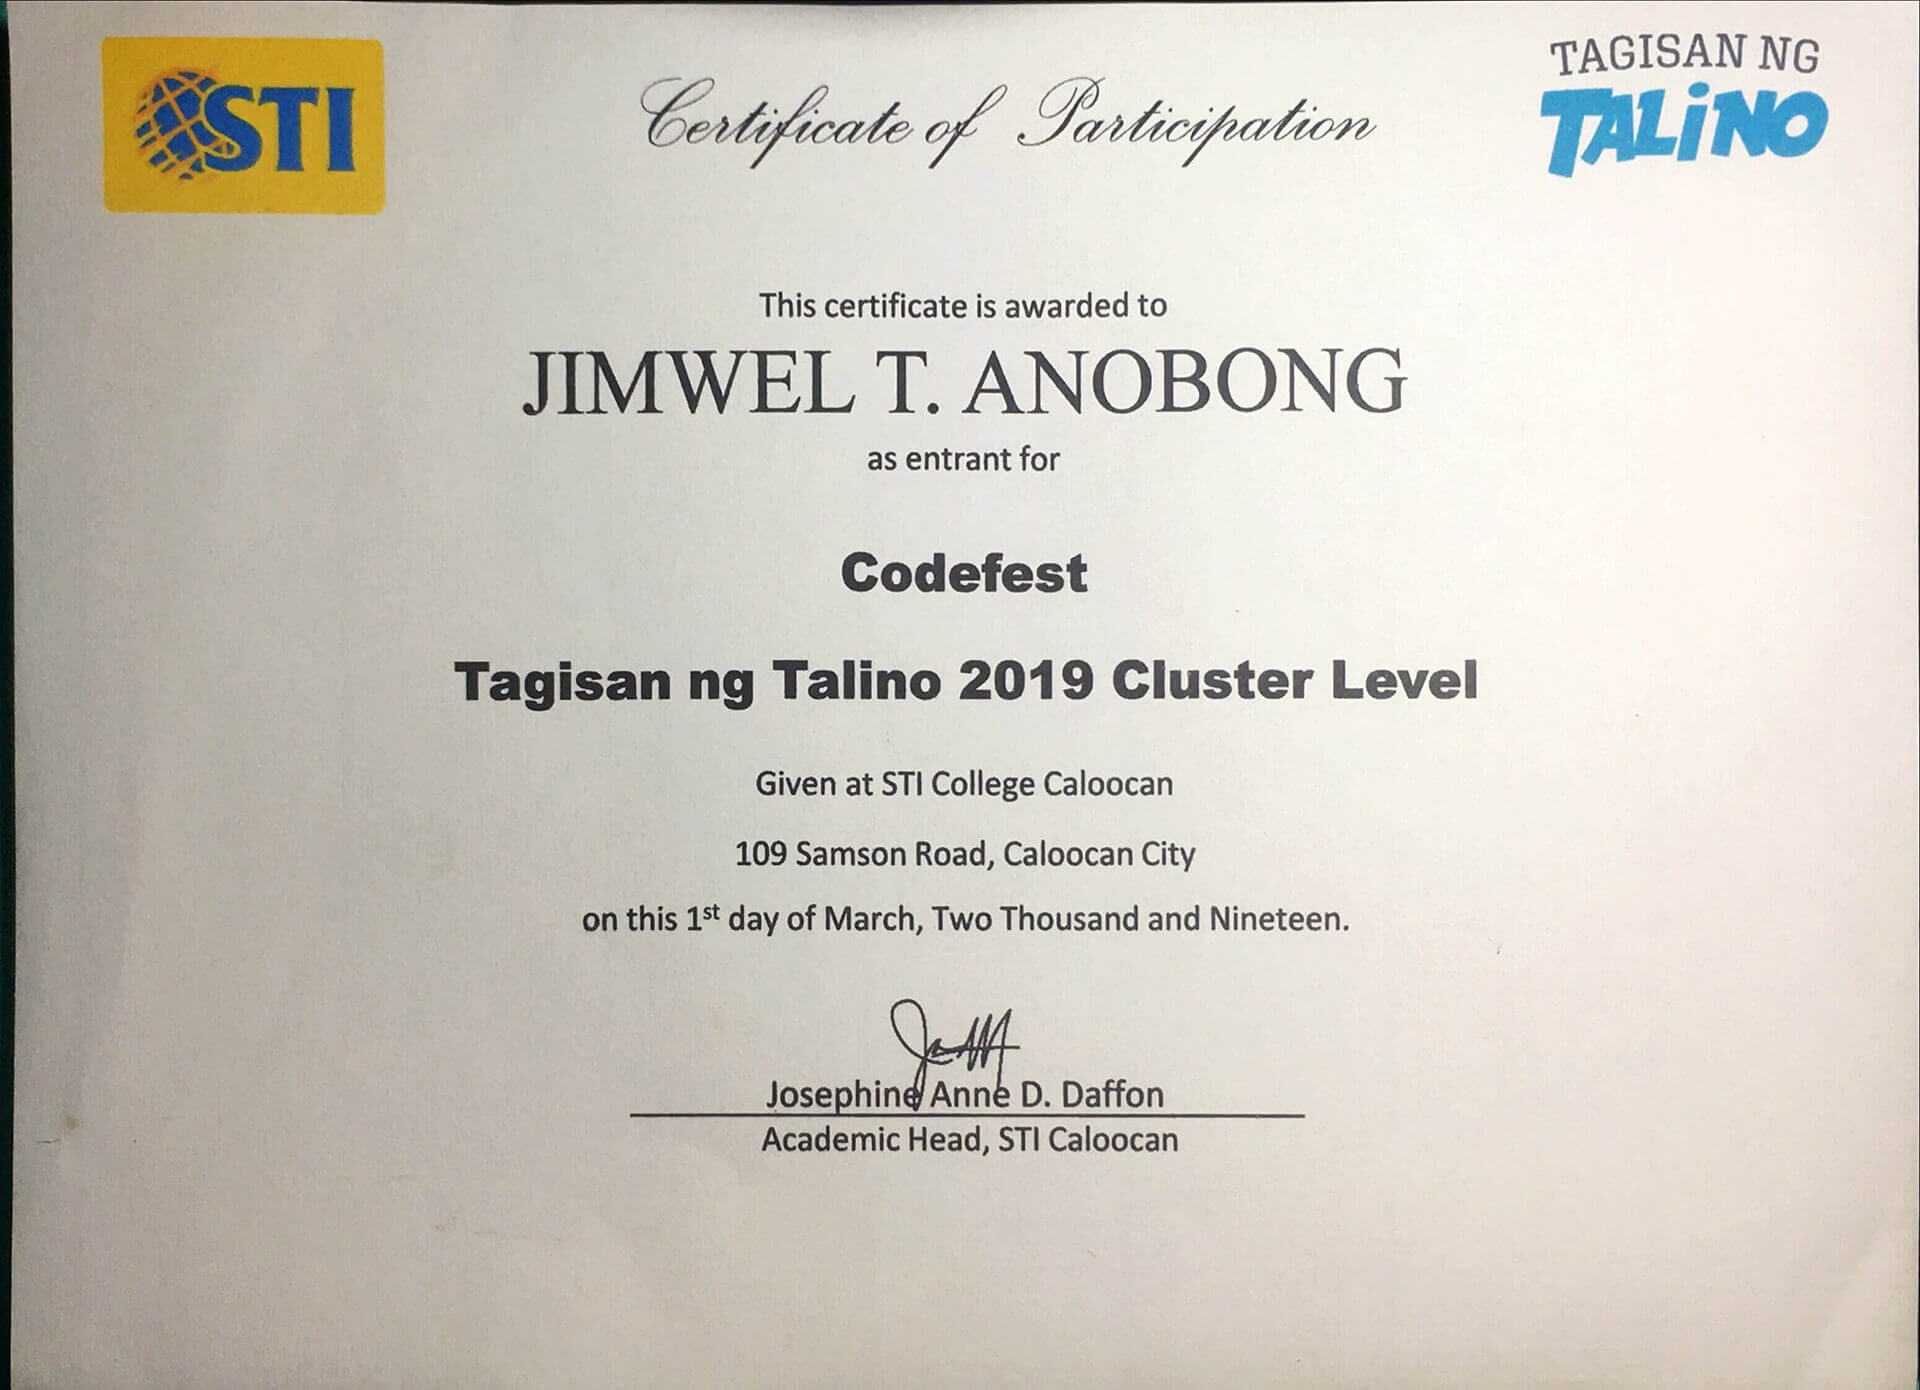 STI
Certificate of Participation
TAGISAN NG
TALiNO
This certificate is awarded to
JIMWEL T. ANOBONG
as entrant for
Codefest
Tagisan ng Talino 2019 Cluster Level
Given at STI College Caloocan
109 Samson Road, Caloocan City
on this 1st day of March, Two Thousand and Nineteen.
Josephine Anne D. Daffon
Academic Head, STI Caloocan